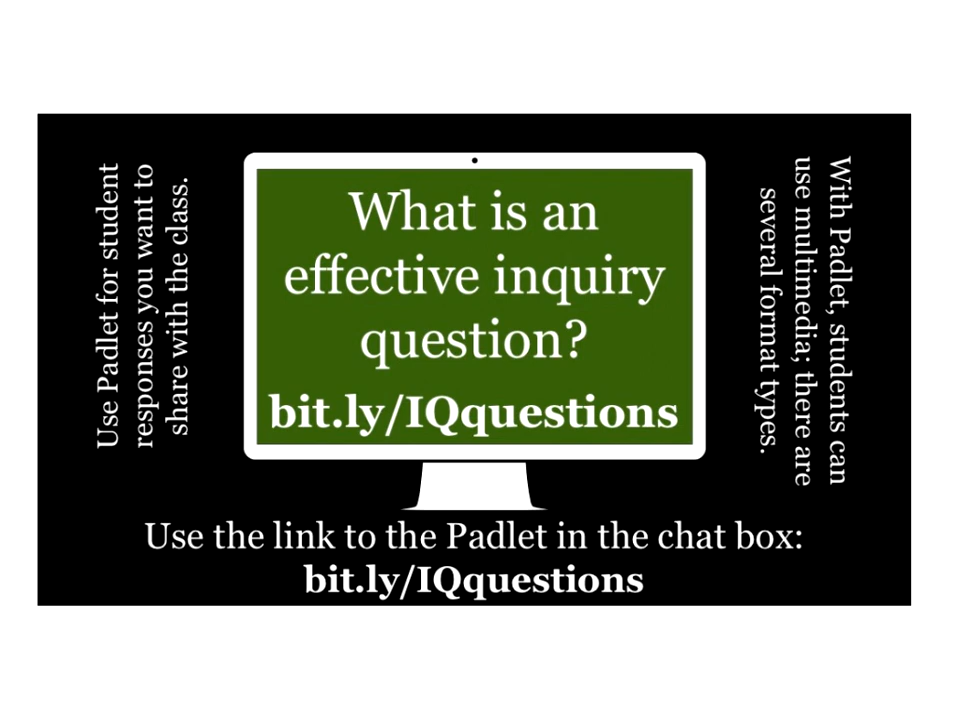 Use Padlet for student
responses you want to
share with the class.
What is an
effective inquiry
question?
bit.ly/IQquestions
With Padlet, students can
use multimedia; there are
several format types.
Use the link to the Padlet in the chat box:
bit.ly/IQquestions